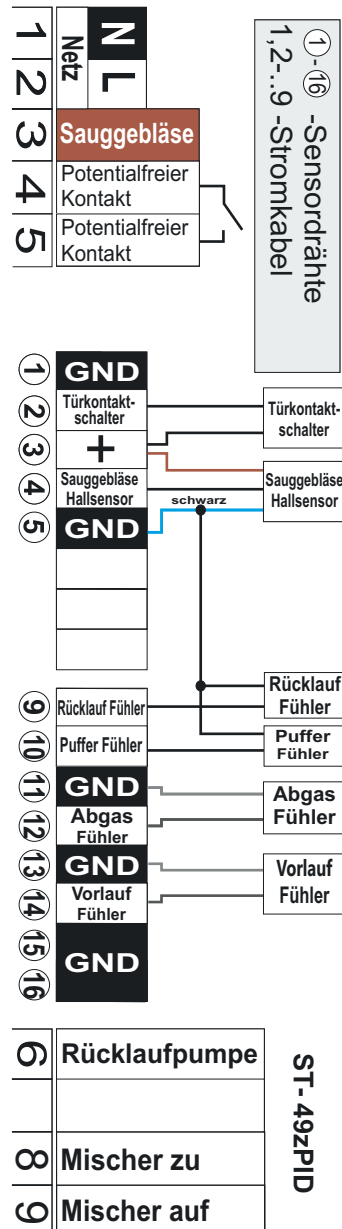 N L
Netz
1
2
3 Sauggebläse
4 Potentialfreier
Kontakt
5 Potentialfreier
Kontakt
1 - 16 -Sensordrähte
1,2-..9 -Stromkabel
1 GND
2 Türkontakt-
schalter
3 +
4 Sauggebläse
Hallsensor
5 GND
schwarz
Türkontakt-
schalter
Sauggebläse
Hallsensor
9 Rücklauf Fühler
10 Puffer Fühler
11 GND
12 Abgas
Fühler
13 GND
14 Vorlauf
Fühler
15
16
GND
Rücklauf
Fühler
Puffer
Fühler
Abgas
Fühler
Vorlauf
Fühler
6 Rücklaufpumpe
8 Mischer zu
9 Mischer auf
ST- 49zPID